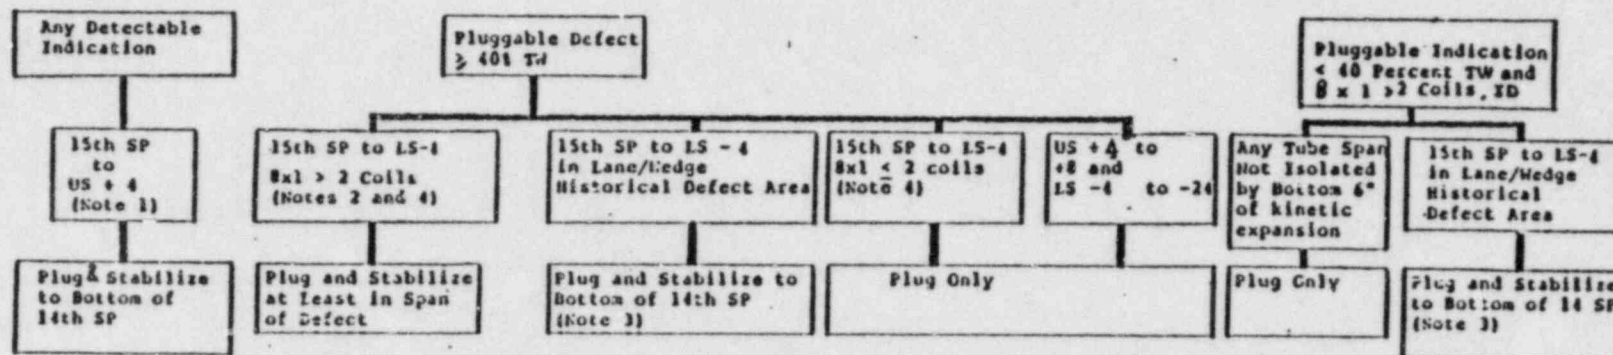 Any Detectable
Indication
Pluggable Defect
≥ 40% TW
Pluggable Indication
< 40 Percent TW and
8 x 1 >2 Coils, ID
15th SP
to
US + 4
(Note 1)
15th SP to LS-4
8x1 > 2 Coils
(Notes 2 and 4)
15th SP to LS - 4
in Lane/Wedge
Historical Defect Area
15th SP to LS-4
8x1 ≤ 2 coils
(Note 4)
US + 4 to
+8 and
LS -4 to -24
Any Tube Span
Not Isolated
by Bottom 6"
of kinetic
expansion
15th SP to LS-4
in Lane/Wedge
Historical
Defect Area
Plug & Stabilize
to Bottom of
14th SP
Plug and Stabilize
at Least in Span
of Defect
Plug and Stabilize to
Bottom of 14th SP
(Note 3)
Plug Only
Plug Only
Plug and Stabilize
to Bottom of 14 SP
(Note 3)